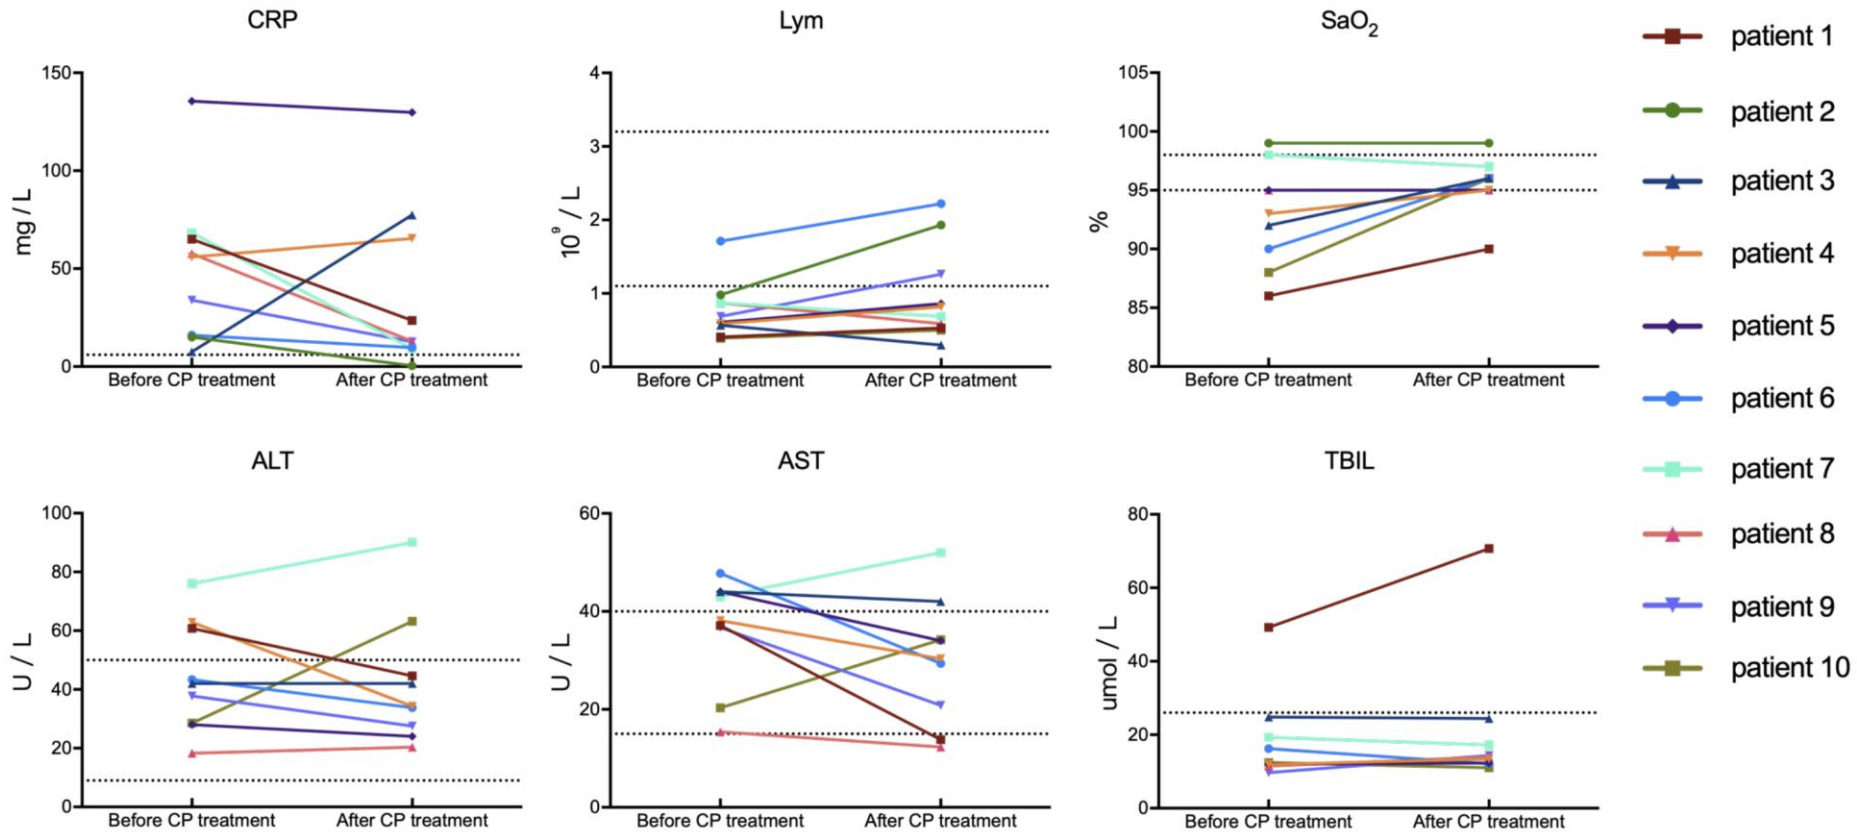 CRP
Lym
SaO2
150
100
50
0
mg / L
Before CP treatment
After CP treatment
4
3
2
1
0
10⁹ / L
Before CP treatment
After CP treatment
105
100
95
90
85
80
%
Before CP treatment
After CP treatment
patient 1
patient 2
patient 3
patient 4
patient 5
patient 6
patient 7
patient 8
patient 9
patient 10
ALT
AST
TBIL
100
80
60
40
20
0
U / L
Before CP treatment
After CP treatment
60
40
20
0
U / L
Before CP treatment
After CP treatment
80
60
40
20
0
umol / L
Before CP treatment
After CP treatment